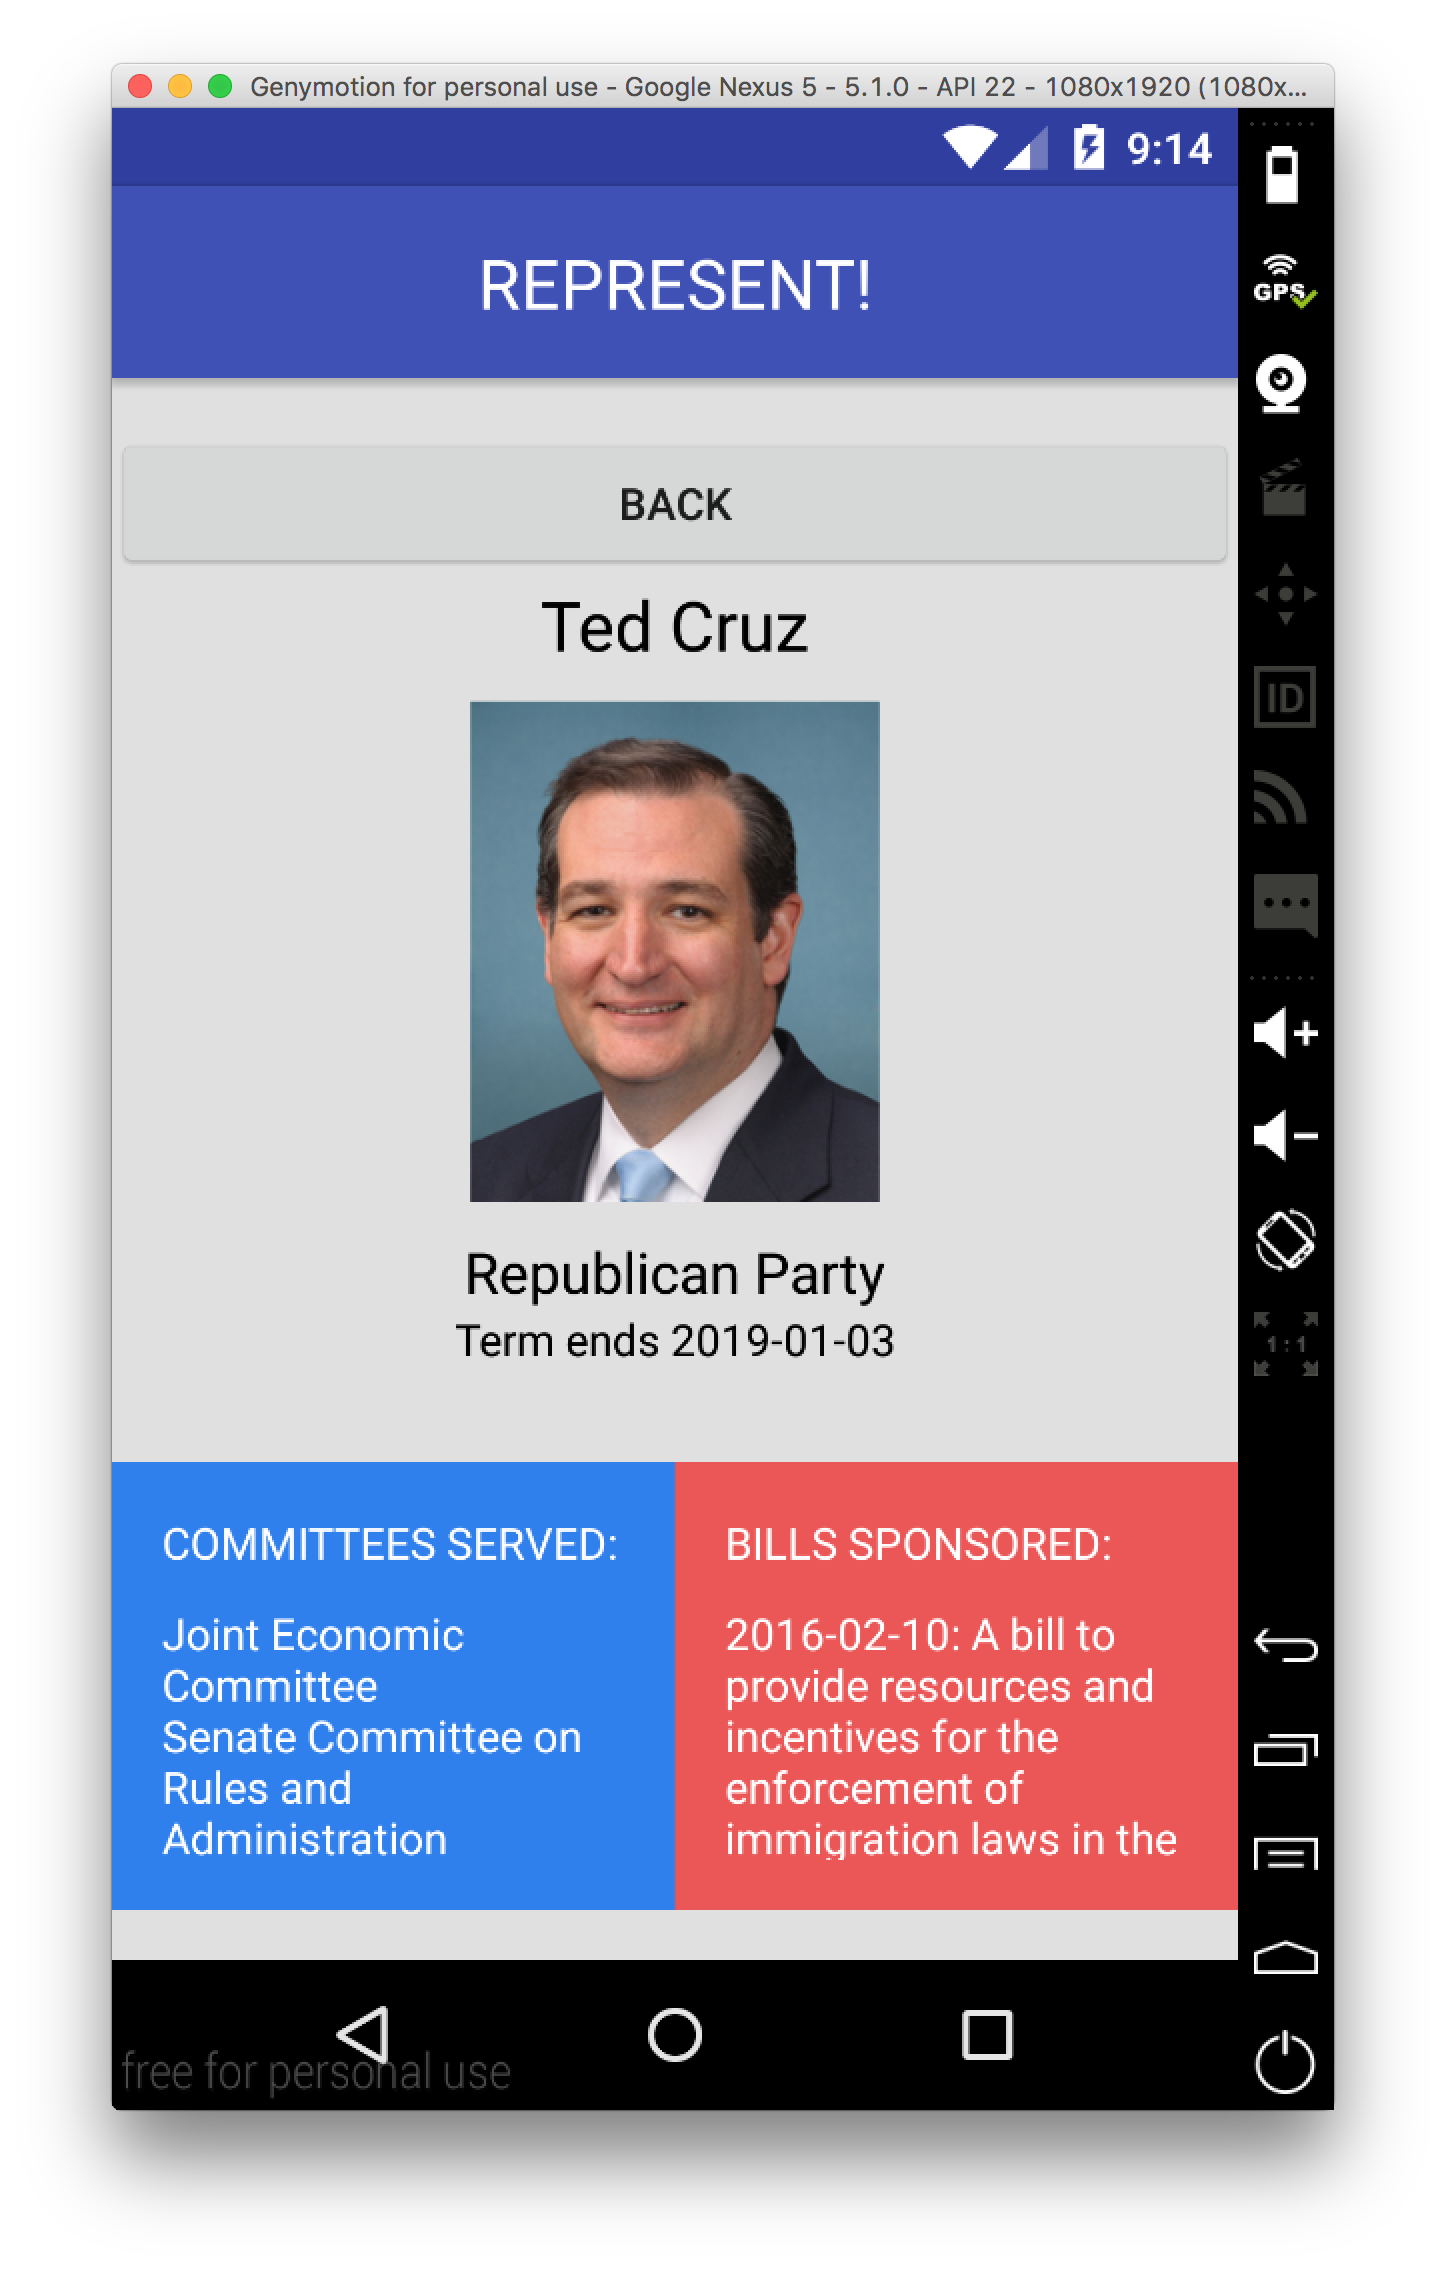 Genymotion for personal use - Google Nexus 5 - 5.1.0 - API 22 - 1080x1920 (1080x...
9:14
REPRESENT!
GPS
BACK
Ted Cruz
ID
Republican Party
Term ends 2019-01-03
1:1
COMMITTEES SERVED:
Joint Economic
Committee
Senate Committee on
Rules and
Administration
BILLS SPONSORED:
2016-02-10: A bill to
provide resources and
incentives for the
enforcement of
immigration laws in the
free for personal use